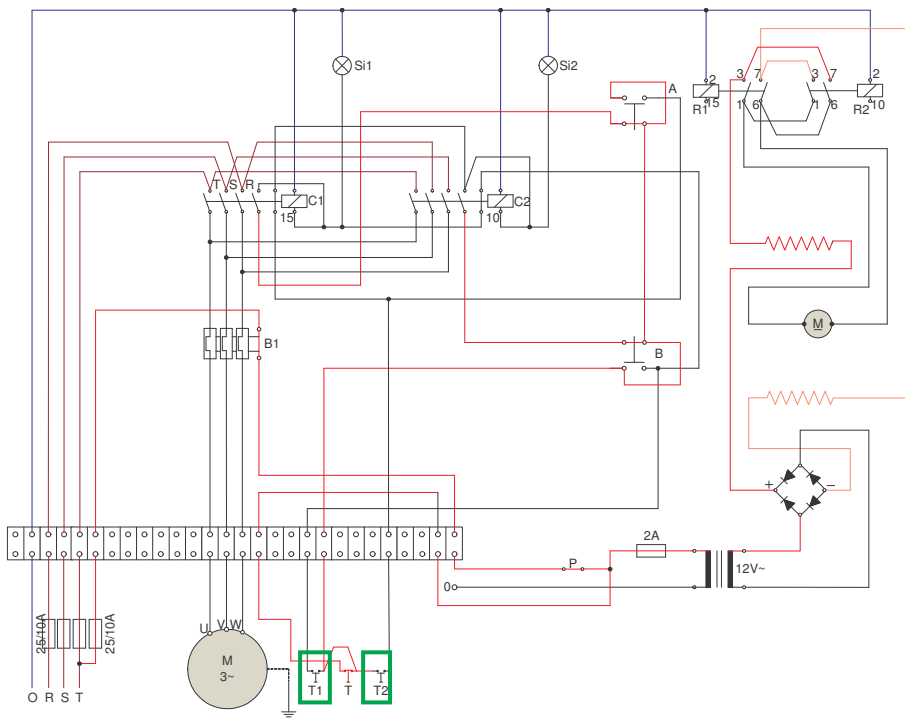 Si1
Si2
A
2
R1
15
3 7
3 7
1 6
1 6
2
R2 10
T S R
C1
15
C2
10
B1
B
M
+
−
2A
12V~
P
0
25/10A
25/10A
U V W
M
3~
T1
T
T2
O R S T